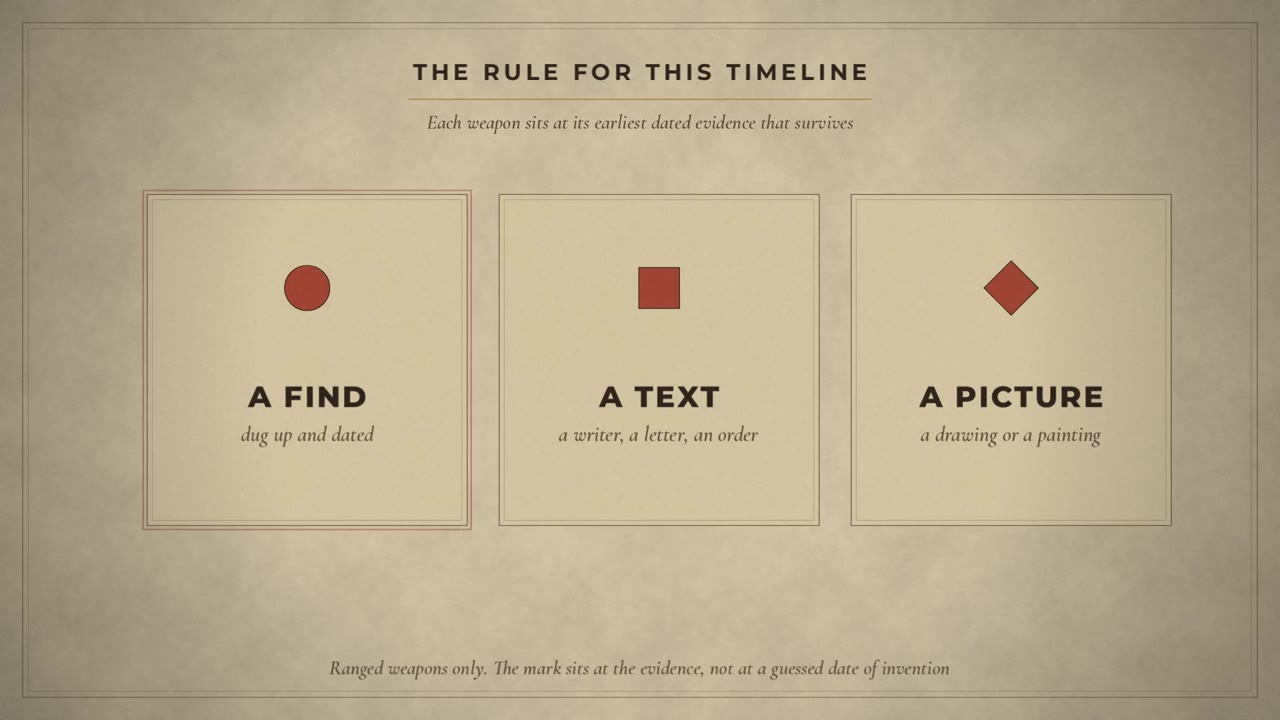 THE RULE FOR THIS TIMELINE
Each weapon sits at its earliest dated evidence that survives
A FIND
dug up and dated
A TEXT
a writer, a letter, an order
A PICTURE
a drawing or a painting
Ranged weapons only. The mark sits at the evidence, not at a guessed date of invention